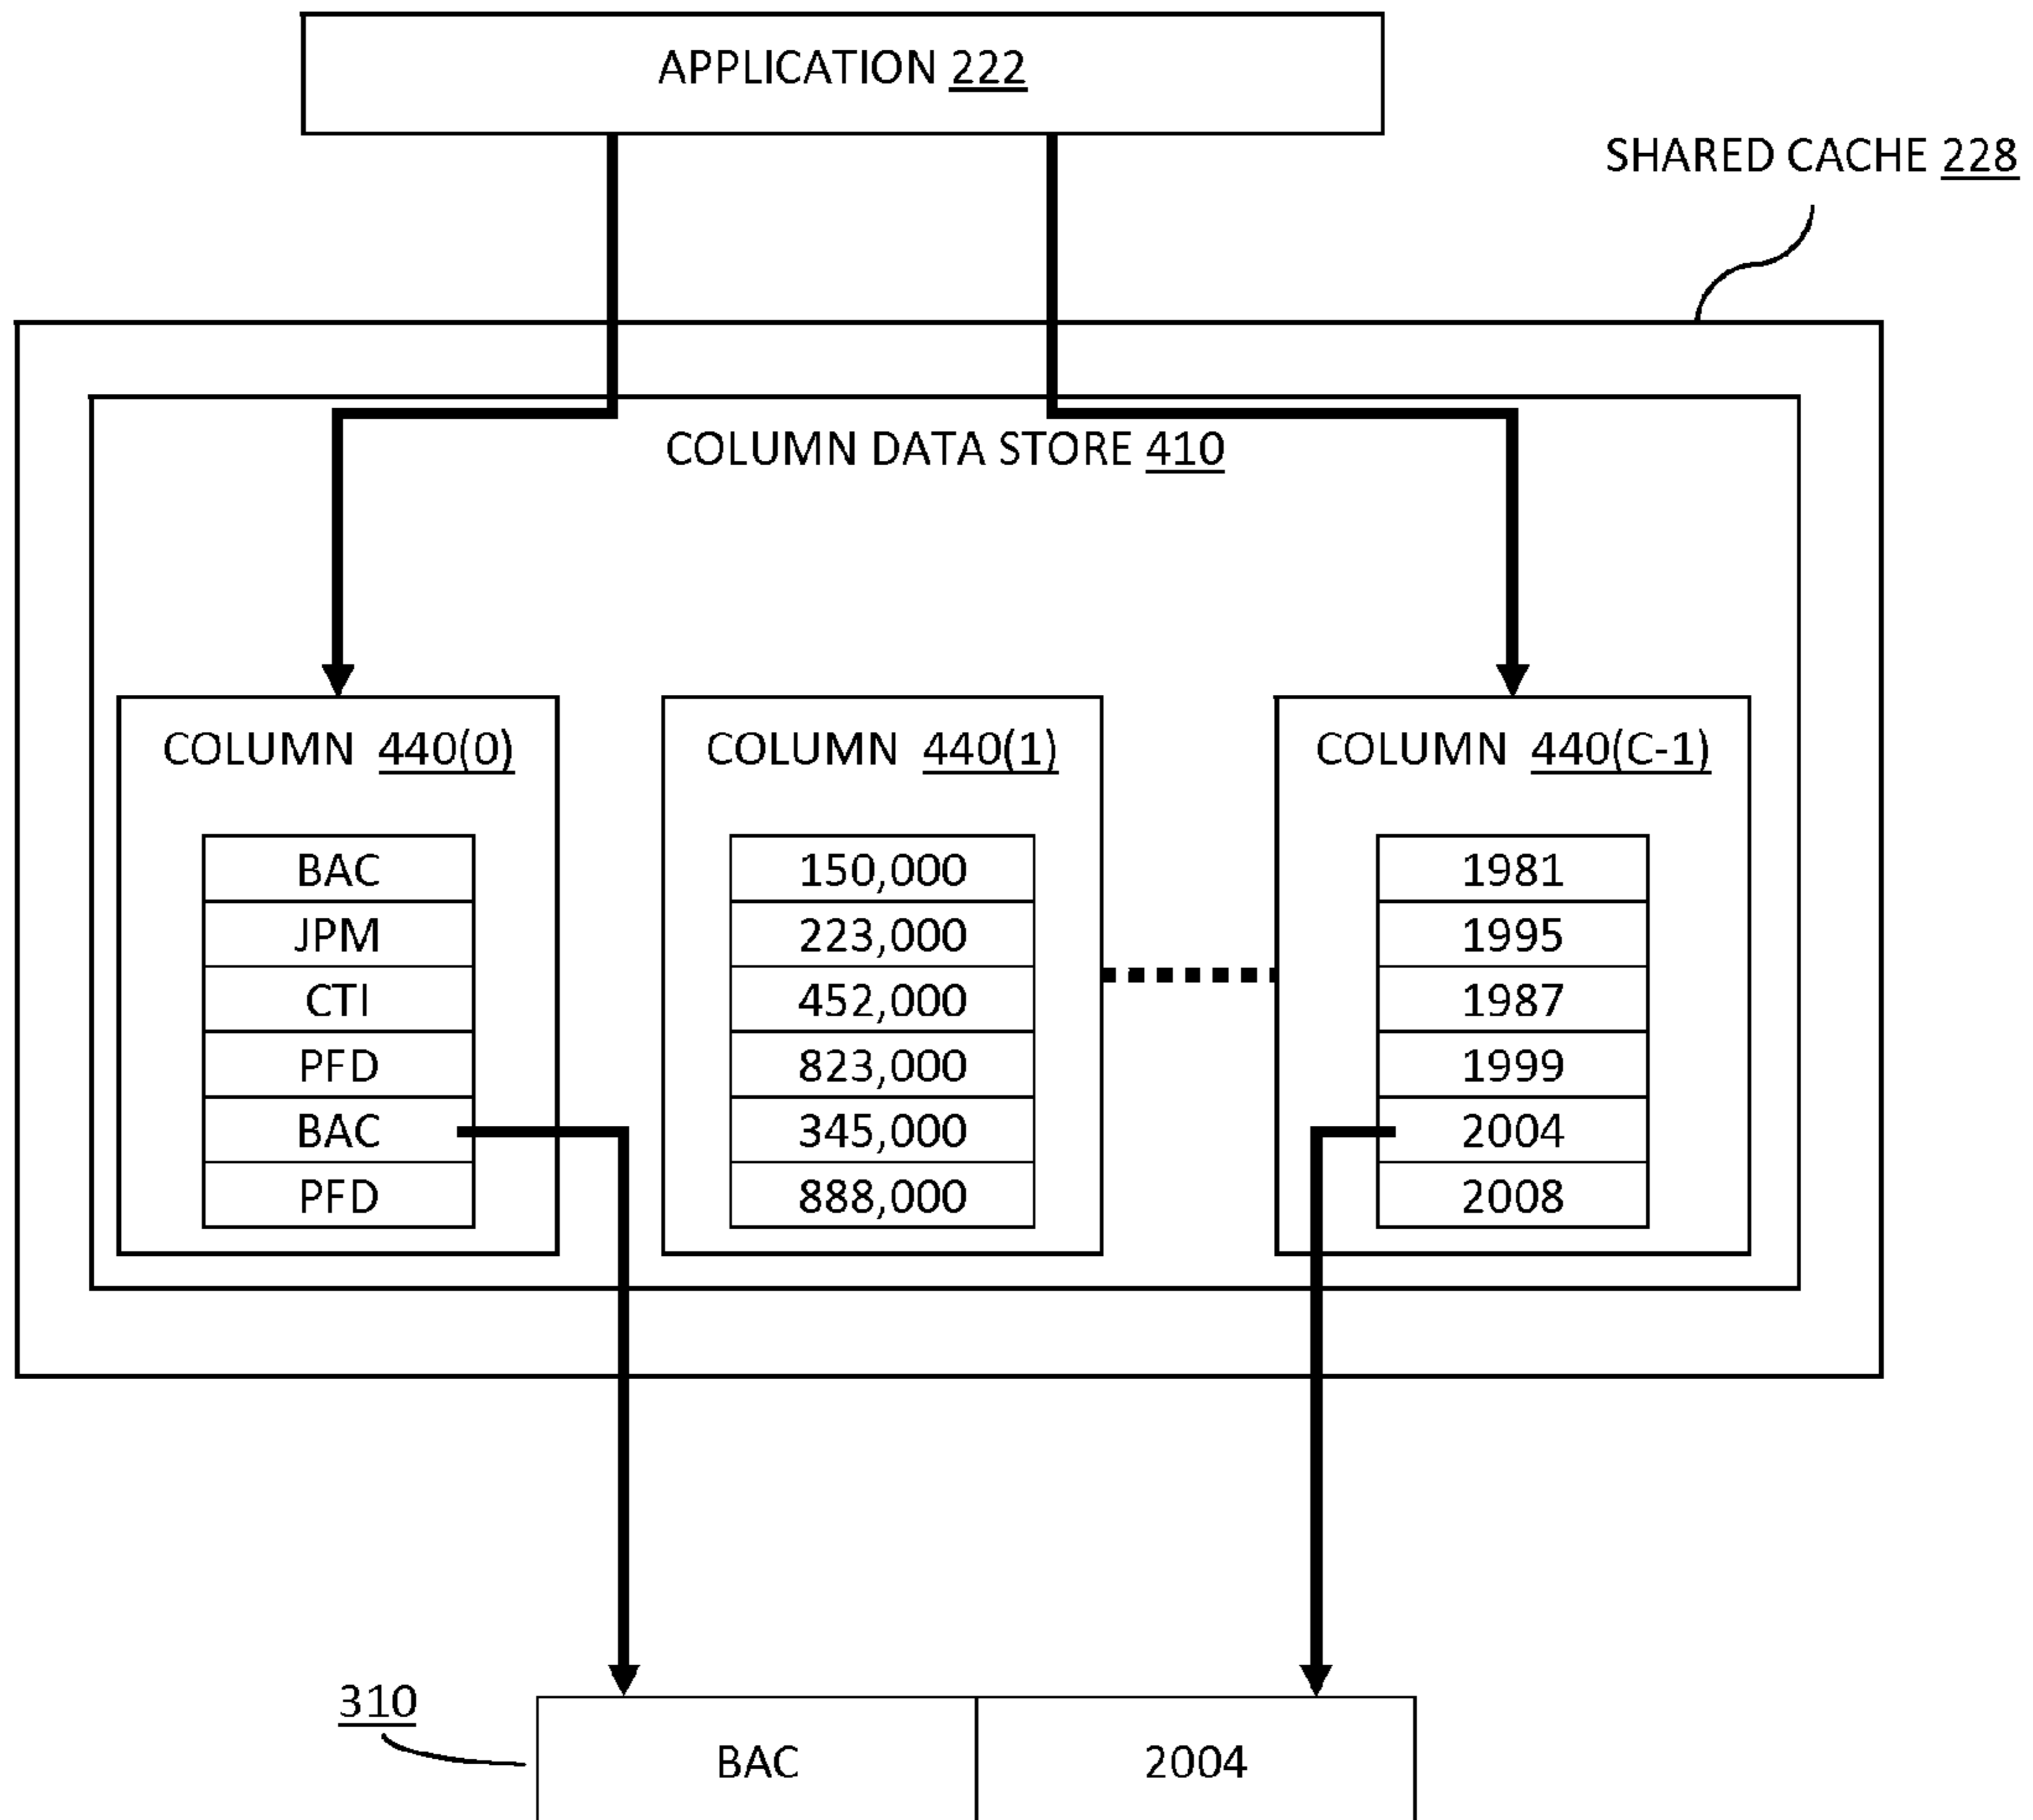 APPLICATION 222
SHARED CACHE 228
COLUMN DATA STORE 410
COLUMN 440(0)
BAC
JPM
CTI
PFD
BAC
PFD
COLUMN 440(1)
150,000
223,000
452,000
823,000
345,000
888,000
COLUMN 440(C-1)
1981
1995
1987
1999
2004
2008
310
BAC
2004